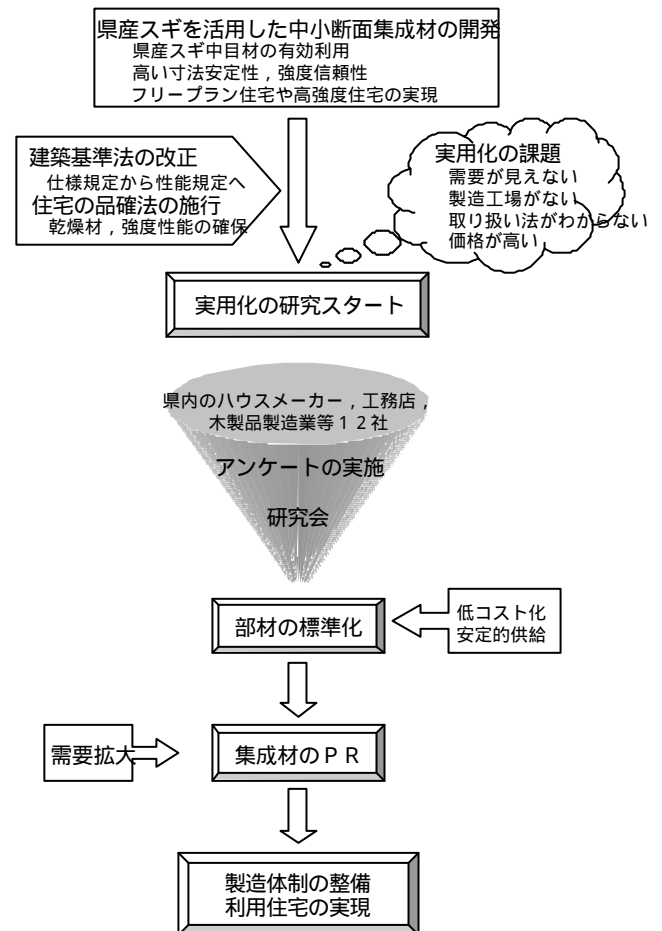 県産スギを活用した中小断面集成材の開発
県産スギ中目材の有効利用
高い寸法安定性，強度信頼性
フリープラン住宅や高強度住宅の実現
建築基準法の改正
仕様規定から性能規定へ
住宅の品確法の施行
乾燥材，強度性能の確保
実用化の課題
需要が見えない
製造工場がない
取り扱い法がわからない
価格が高い
実用化の研究スタート
県内のハウスメーカー，工務店，
木製品製造業等１２社
アンケートの実施
研究会
部材の標準化
低コスト化
安定的供給
需要拡大
集成材のＰＲ
製造体制の整備
利用住宅の実現